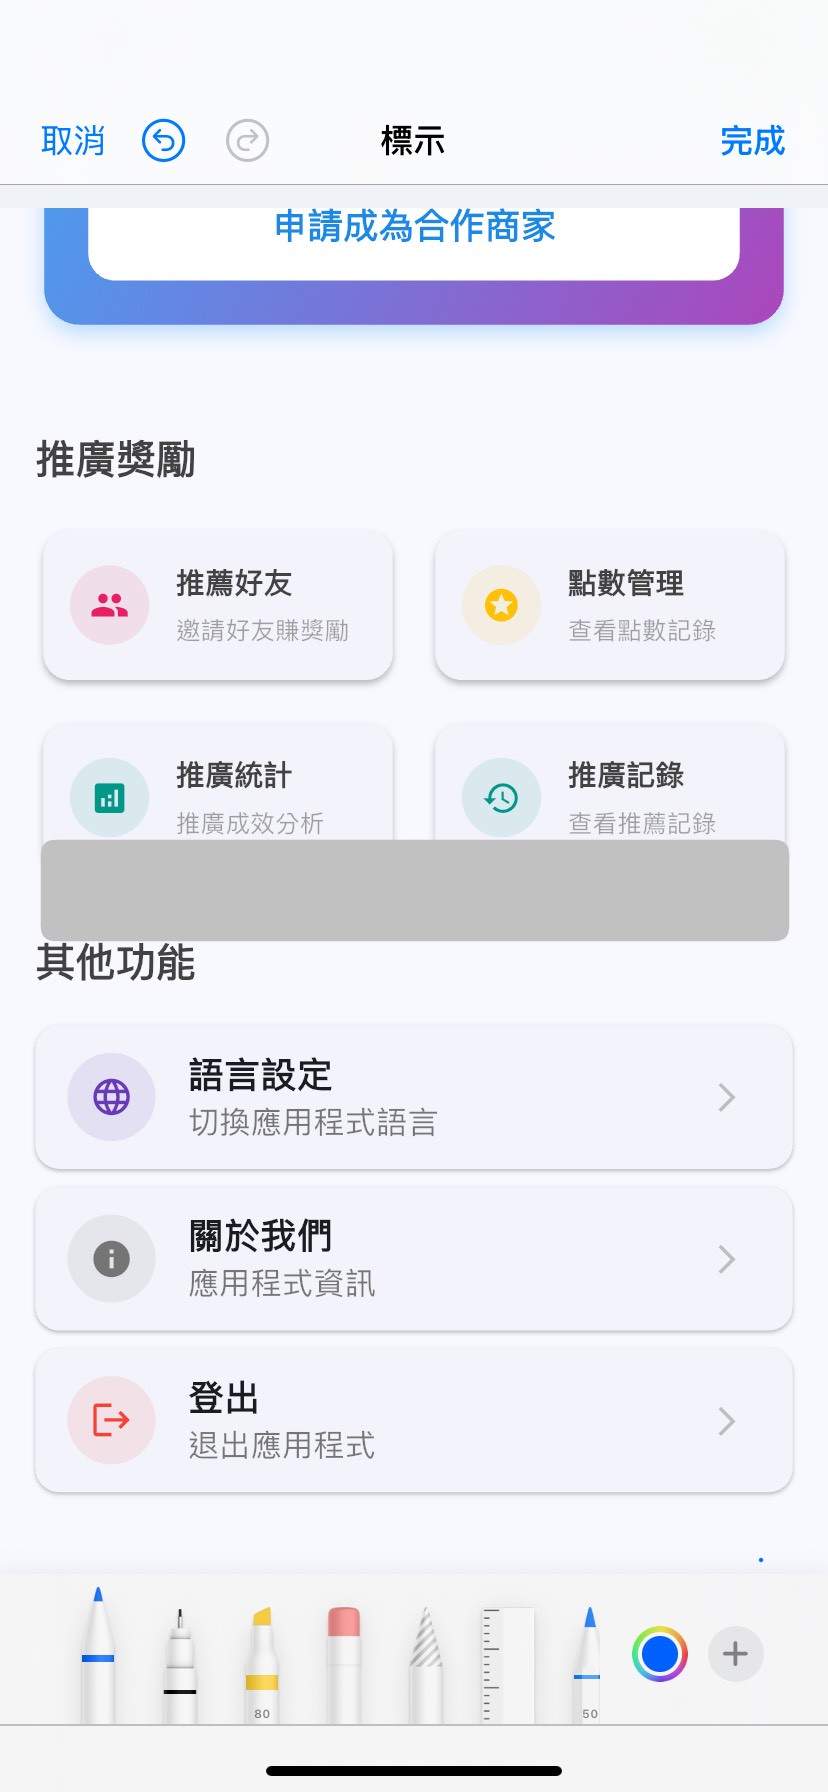 取消
標示
完成
申請成為合作商家
推廣獎勵
推薦好友
邀請好友賺獎勵
點數管理
查看點數記錄
推廣統計
推廣成效分析
推廣記錄
查看推薦記錄
其他功能
語言設定
切換應用程式語言
關於我們
應用程式資訊
登出
退出應用程式
80
50